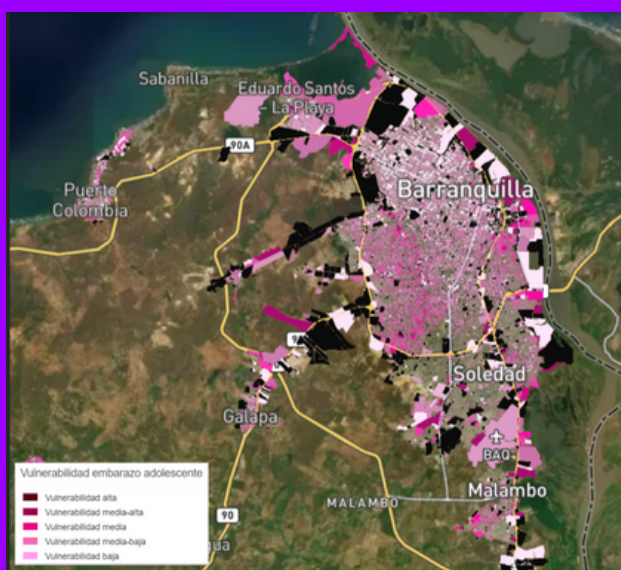 Sabanilla
Eduardo Santos
- La Playa
90A
Barranquilla
Puerto
Colombia
Soledad
Galapa
BAQ
Malambo
MALAMBO
90
Vulnerabilidad embarazo adolescente
Vulnerabilidad alta
Vulnerabilidad media-alta
Vulnerabilidad media
Vulnerabilidad media-baja
Vulnerabilidad baja